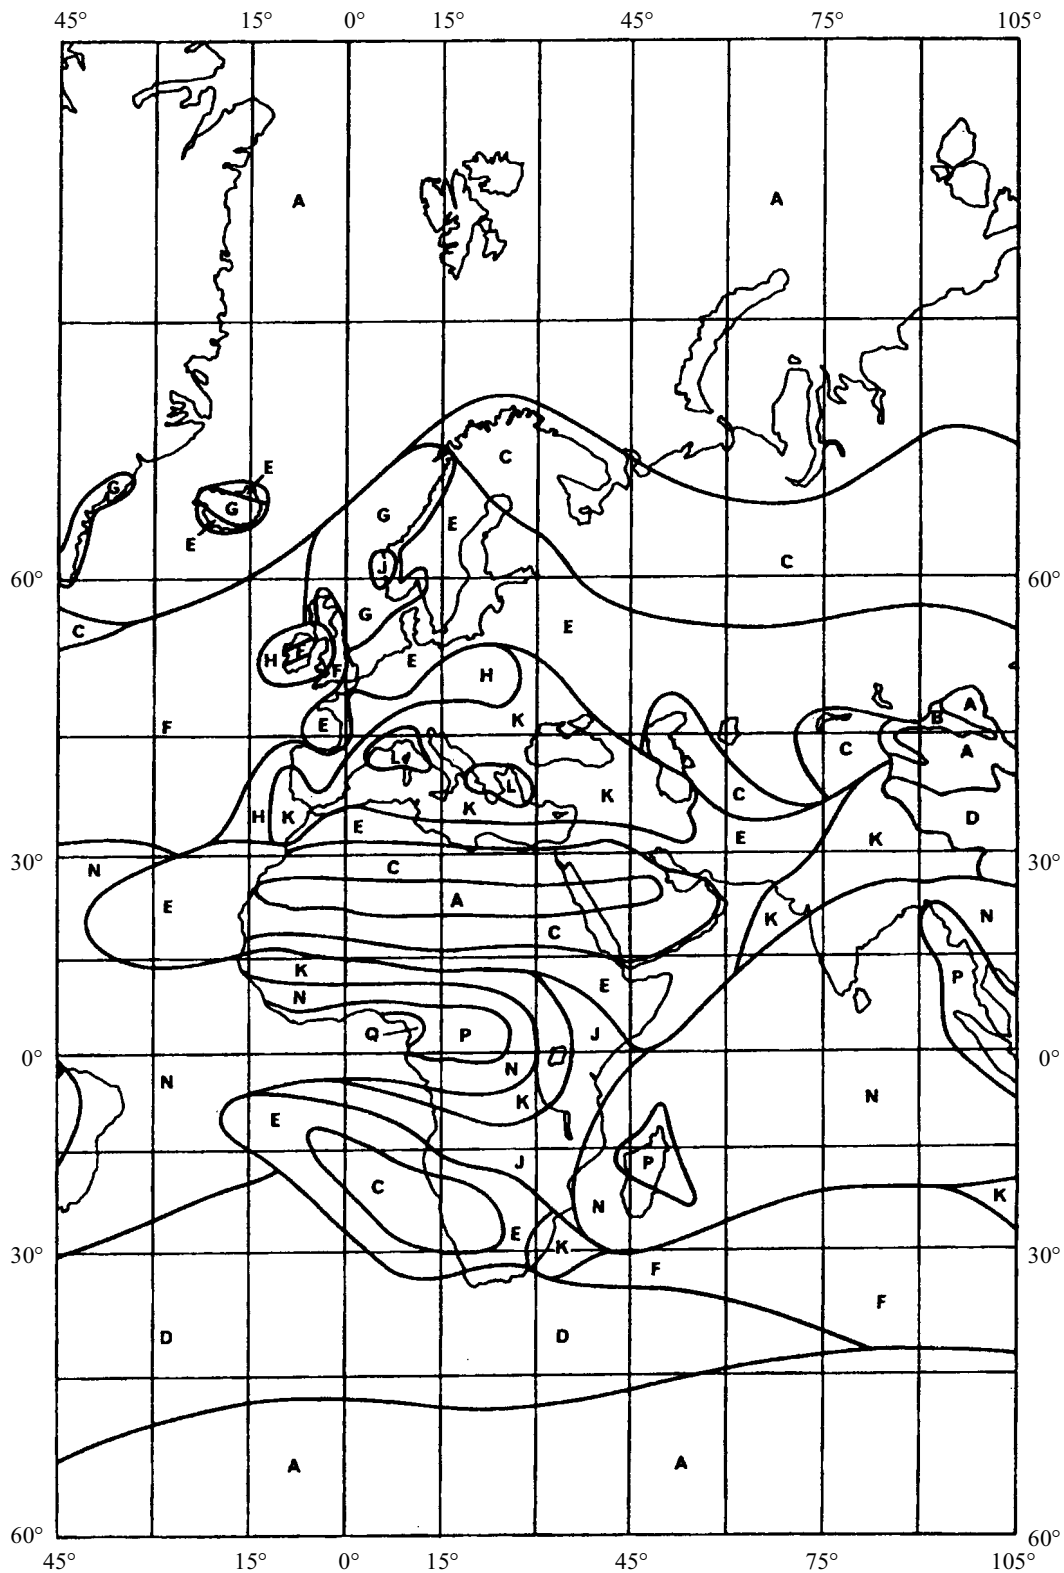 45° 15° 0° 15° 45° 75° 105°
A A
C
E
G G
G E
E
J C
60° 60°
G
C E
H E F E
H
A
F E K B
C A
L
L
C K
H K K D
E E K
30° 30°
N C
A
E K N
C
K P
E
N
Q P J
0° 0°
N N
K N
E
J P
C K
N
E
K
30° 30°
F
F
D D
A A
60° 60°
45° 15° 0° 15° 45° 75° 105°